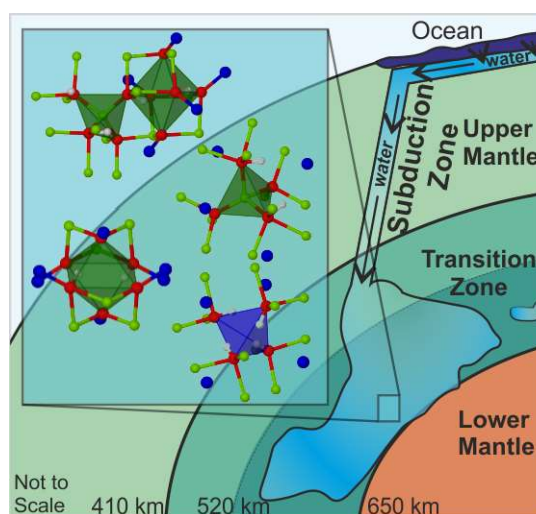 Ocean
water
water
Subduction
Zone
Upper
Mantle
Transition
Zone
Lower
Mantle
Not to
Scale
410 km
520 km
650 km